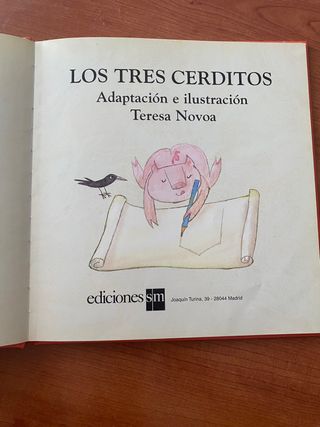 LOS TRES CERDITOS
Adaptación e ilustración
Teresa Novoa
ediciones sm Joaquín Turina, 39 - 28044 Madrid